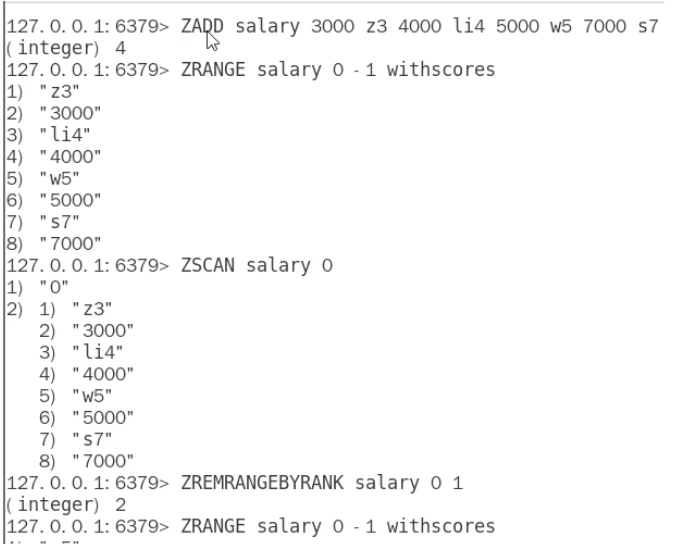 127.0.0.1:6379> ZADD salary 3000 z3 4000 li4 5000 w5 7000 s7
(integer) 4
127.0.0.1:6379> ZRANGE salary 0 -1 withscores
1) "z3"
2) "3000"
3) "li4"
4) "4000"
5) "w5"
6) "5000"
7) "s7"
8) "7000"
127.0.0.1:6379> ZSCAN salary 0
1) "0"
2) 1) "z3"
2) "3000"
3) "li4"
4) "4000"
5) "w5"
6) "5000"
7) "s7"
8) "7000"
127.0.0.1:6379> ZREMRANGEBYRANK salary 0 1
(integer) 2
127.0.0.1:6379> ZRANGE salary 0 -1 withscores